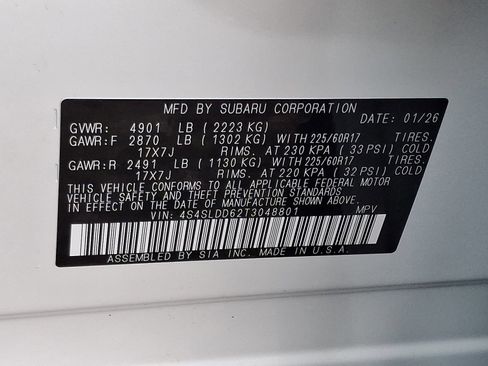 MFD BY SUBARU CORPORATION
DATE: 01/26
GVWR: 4901 LB ( 2223 KG)
GAWR:F 2870 LB ( 1302 KG) WITH 225/60R17 TIRES.
17X7J RIMS. AT 230 KPA ( 33 PSI) COLD
GAWR:R 2491 LB ( 1130 KG) WITH 225/60R17 TIRES.
17X7J RIMS. AT 220 KPA ( 32 PSI) COLD
THIS VEHICLE CONFORMS TO ALL APPLICABLE FEDERAL MOTOR
VEHICLE SAFETY AND THEFT PREVENTION STANDARDS
IN EFFECT ON THE DATE OF MANUFACTURE SHOWN ABOVE.
VIN: 4S4SLDD62T3048801 MPV
ASSEMBLED BY SIA INC. MADE IN U.S.A.